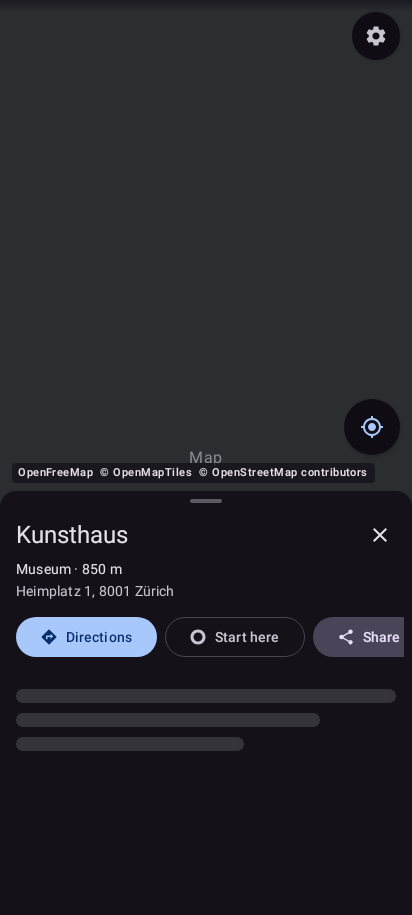 Map
OpenFreeMap © OpenMapTiles © OpenStreetMap contributors
Kunsthaus
Museum · 850 m
Heimplatz 1, 8001 Zürich
Directions
Start here
Share